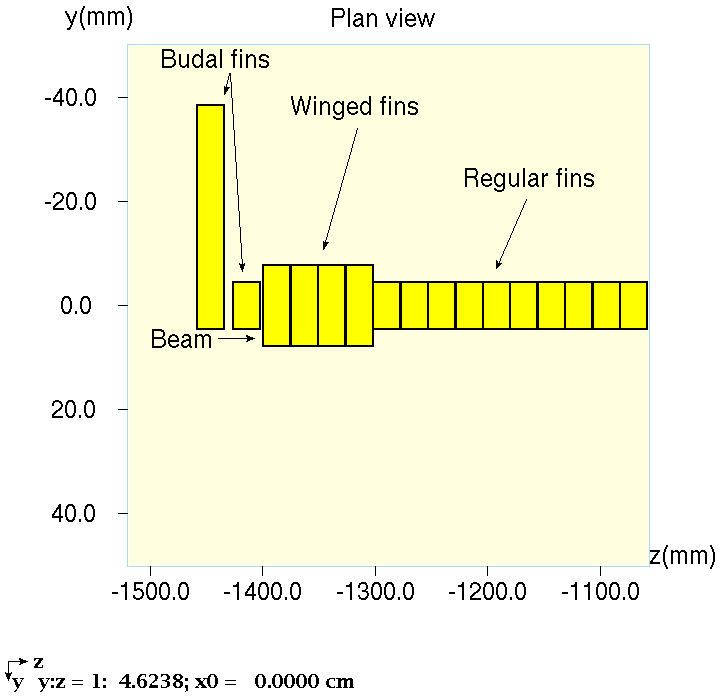 y(mm)
Plan view
Budal fins
-40.0
Winged fins
Regular fins
-20.0
0.0
Beam
20.0
40.0
z(mm)
-1500.0 -1400.0 -1300.0 -1200.0 -1100.0
z
y y:z = 1: 4.6238; x0 = 0.0000 cm